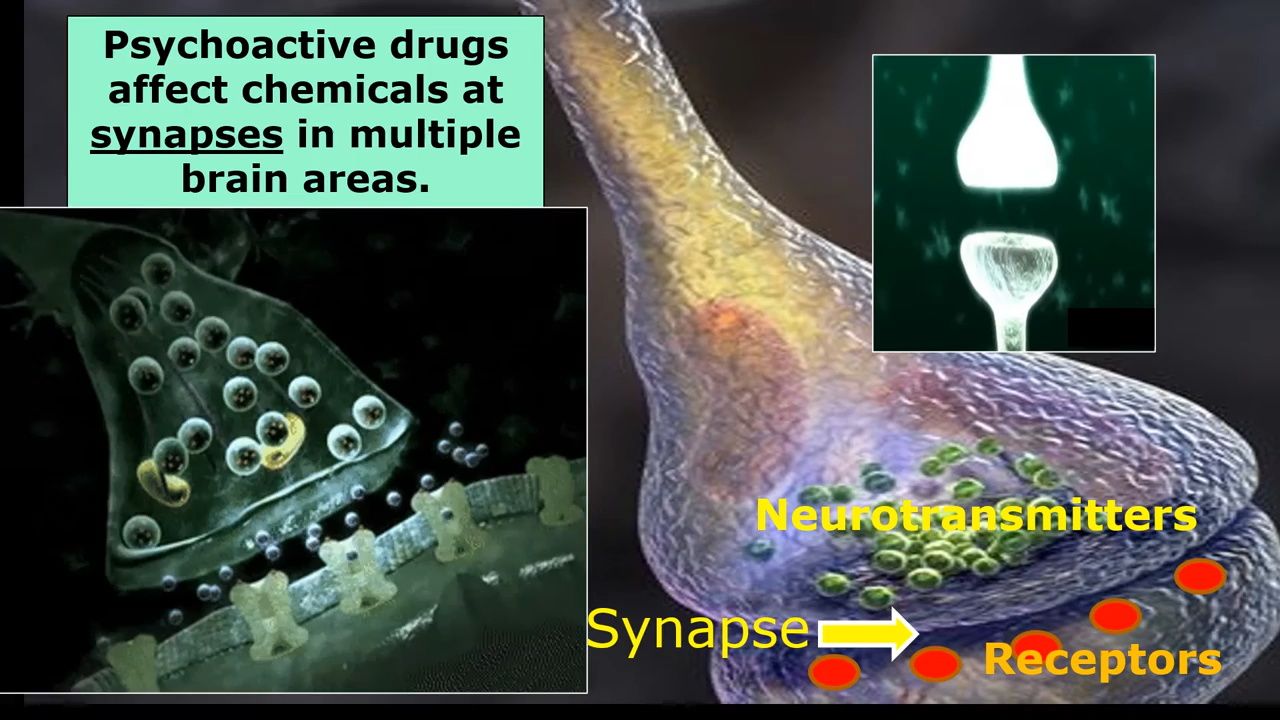 Psychoactive drugs
affect chemicals at
synapses in multiple
brain areas.
Neurotransmitters
Synapse
Receptors